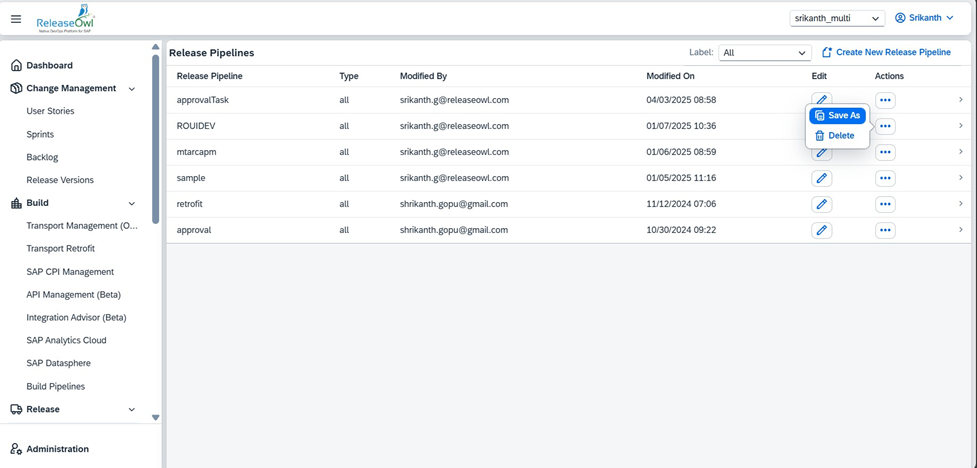 ReleaseOwl
Native DevOps Platform for SAP
srikanth_multi
Srikanth
Dashboard
Change Management
User Stories
Sprints
Backlog
Release Versions
Build
Transport Management (O...
Transport Retrofit
SAP CPI Management
API Management (Beta)
Integration Advisor (Beta)
SAP Analytics Cloud
SAP Datasphere
Build Pipelines
Release
Administration
Release Pipelines
Label: All
Create New Release Pipeline
Release Pipeline Type Modified By Modified On Edit Actions
approvalTask all srikanth.g@releaseowl.com 04/03/2025 08:58
ROUIDEV all srikanth.g@releaseowl.com 01/07/2025 10:36
mtarcapm all srikanth.g@releaseowl.com 01/06/2025 08:59
sample all srikanth.g@releaseowl.com 01/05/2025 11:16
retrofit all shrikanth.gopu@gmail.com 11/12/2024 07:06
approval all shrikanth.gopu@gmail.com 10/30/2024 09:22
Save As
Delete